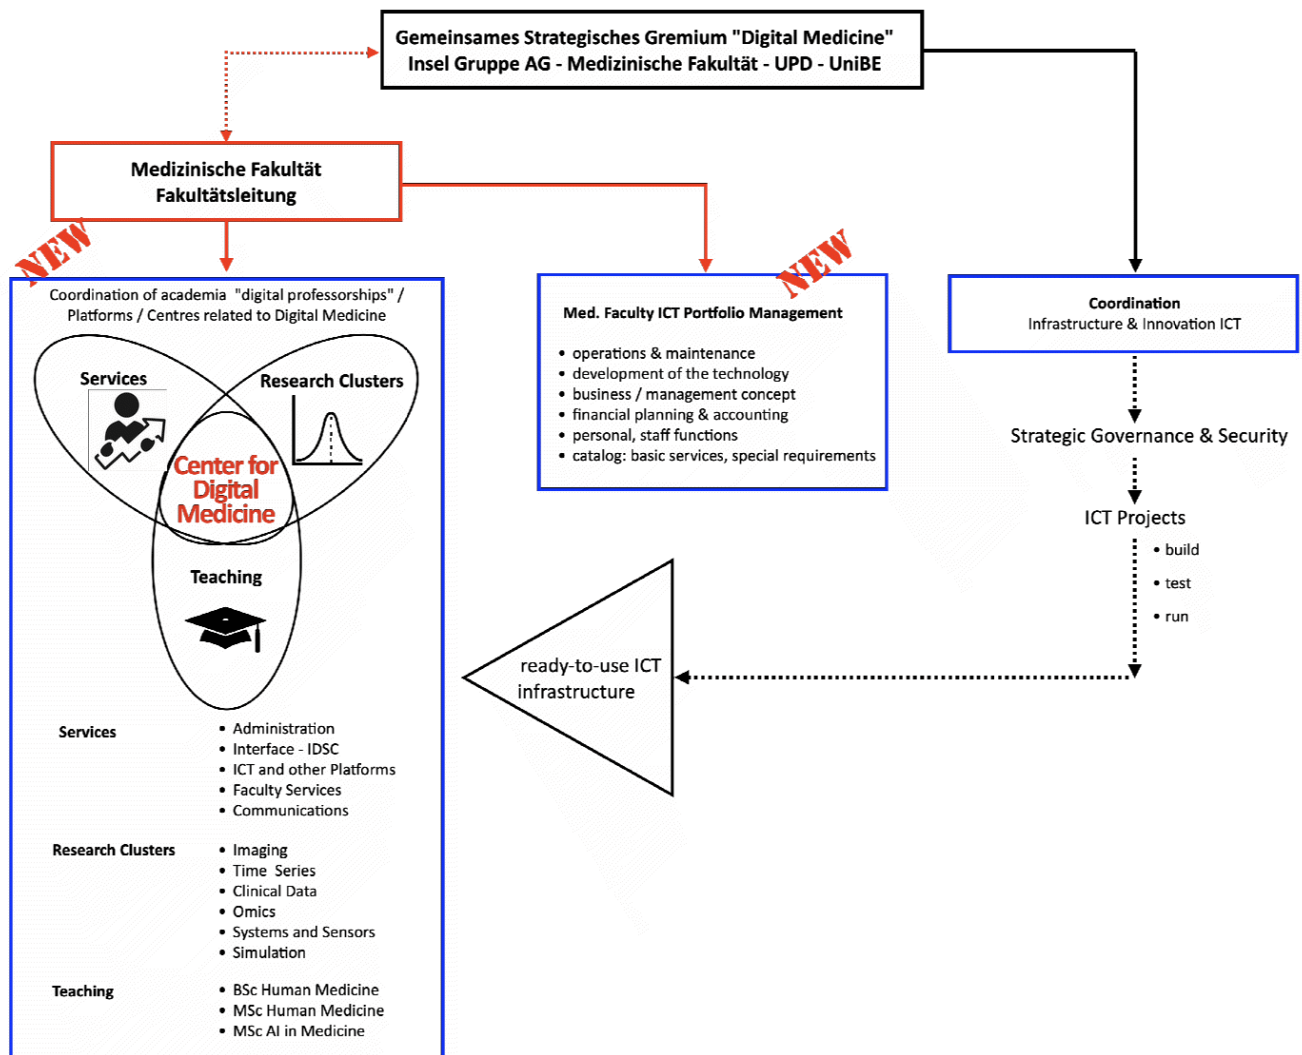 Gemeinsames Strategisches Gremium "Digital Medicine"
Insel Gruppe AG - Medizinische Fakultät - UPD - UniBE
Medizinische Fakultät
Fakultätsleitung
NEW
Coordination of academia "digital professorships" /
Platforms / Centres related to Digital Medicine
Services
Research Clusters
Center for
Digital
Medicine
Teaching
Services
• Administration
• Interface - IDSC
• ICT and other Platforms
• Faculty Services
• Communications
Research Clusters
• Imaging
• Time Series
• Clinical Data
• Omics
• Systems and Sensors
• Simulation
Teaching
• BSc Human Medicine
• MSc Human Medicine
• MSc AI in Medicine
NEW
Med. Faculty ICT Portfolio Management
• operations & maintenance
• development of the technology
• business / management concept
• financial planning & accounting
• personal, staff functions
• catalog: basic services, special requirements
Coordination
Infrastructure & Innovation ICT
Strategic Governance & Security
ICT Projects
• build
• test
• run
ready-to-use ICT
infrastructure